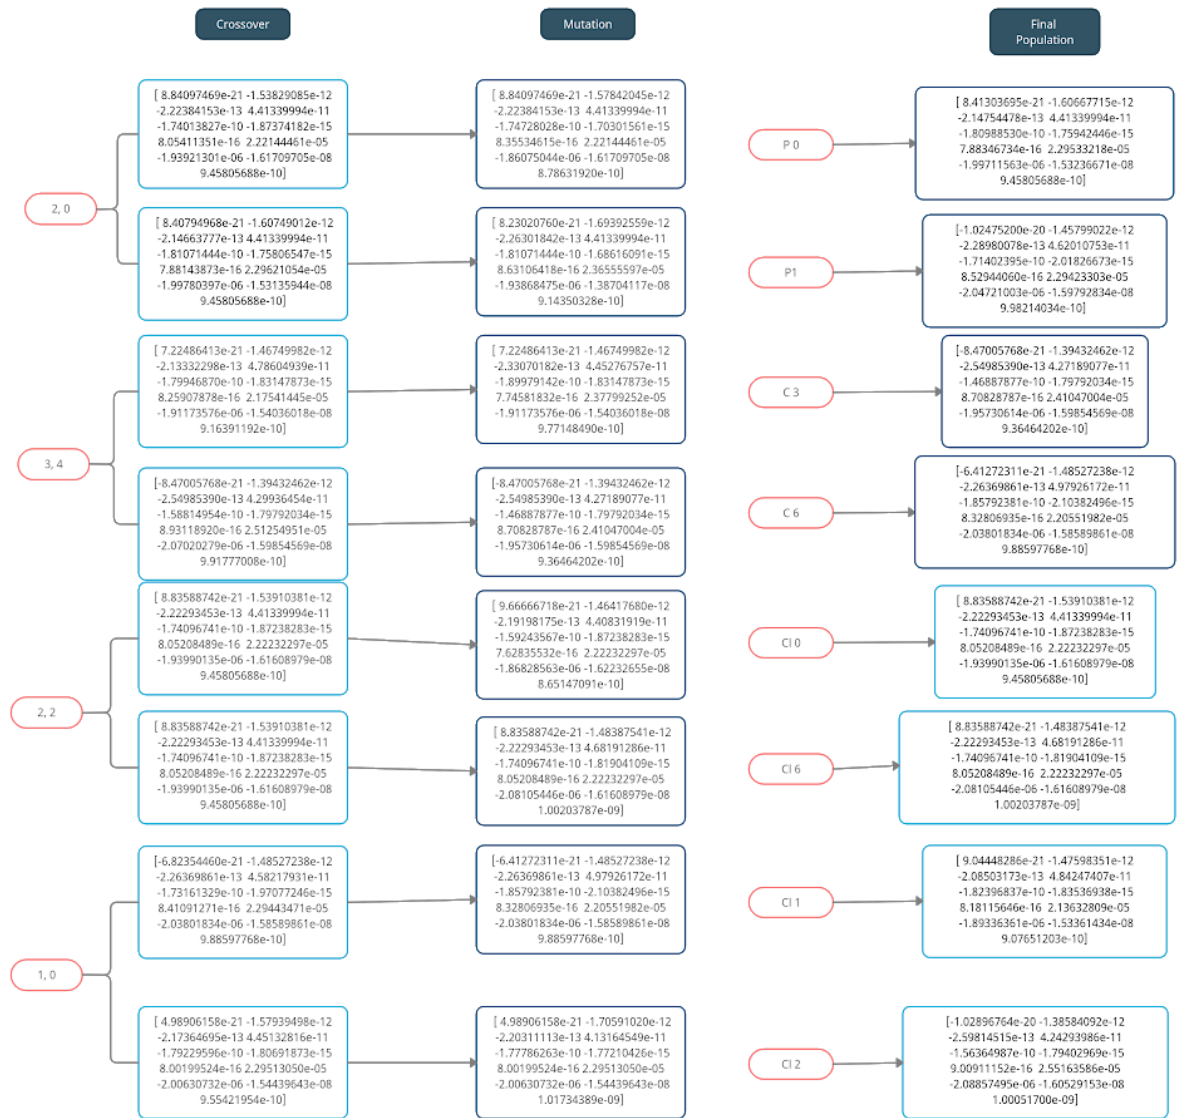 Crossover
Mutation
Final
Population
2, 0
[ 8.84097469e-21 -1.53829085e-12
-2.22384153e-13 4.41339994e-11
-1.74013827e-10 -1.87374182e-15
8.05411351e-16 2.22144461e-05
-1.93921301e-06 -1.61709705e-08
9.45805688e-10]
[ 8.84097469e-21 -1.57842045e-12
-2.22384153e-13 4.41339994e-11
-1.74728028e-10 -1.70301561e-15
8.35534615e-16 2.22144461e-05
-1.86075044e-06 -1.61709705e-08
8.78631920e-10]
[ 8.40794968e-21 -1.60749012e-12
-2.14663777e-13 4.41339994e-11
-1.81071444e-10 -1.75806547e-15
7.88143873e-16 2.29621054e-05
-1.99780397e-06 -1.53135944e-08
9.45805688e-10]
[ 8.23020760e-21 -1.69392559e-12
-2.26301842e-13 4.41339994e-11
-1.81071444e-10 -1.68616091e-15
8.63106418e-16 2.36555597e-05
-1.93868475e-06 -1.38704117e-08
9.14350328e-10]
3, 4
[ 7.22486413e-21 -1.46749982e-12
-2.13332298e-13 4.78604939e-11
-1.79946870e-10 -1.83147873e-15
8.25907878e-16 2.17541445e-05
-1.91173576e-06 -1.54036018e-08
9.16391192e-10]
[ 7.22486413e-21 -1.46749982e-12
-2.33070182e-13 4.45276757e-11
-1.89979142e-10 -1.83147873e-15
7.74581832e-16 2.37799252e-05
-1.91173576e-06 -1.54036018e-08
9.77148490e-10]
[-8.47005768e-21 -1.39432462e-12
-2.54985390e-13 4.29936454e-11
-1.58814954e-10 -1.79792034e-15
8.93118920e-16 2.51254951e-05
-2.07020279e-06 -1.59854569e-08
9.91777008e-10]
[-8.47005768e-21 -1.39432462e-12
-2.54985390e-13 4.27189077e-11
-1.46887877e-10 -1.79792034e-15
8.70828787e-16 2.41047004e-05
-1.95730614e-06 -1.59854569e-08
9.36464202e-10]
2, 2
[ 8.83588742e-21 -1.53910381e-12
-2.22293453e-13 4.41339994e-11
-1.74096741e-10 -1.87238283e-15
8.05208489e-16 2.22232297e-05
-1.93990135e-06 -1.61608979e-08
9.45805688e-10]
[ 9.66666718e-21 -1.46417680e-12
-2.19198175e-13 4.40831919e-11
-1.59243567e-10 -1.87238283e-15
7.62835532e-16 2.22232297e-05
-1.86828563e-06 -1.62232655e-08
8.65147091e-10]
[ 8.83588742e-21 -1.53910381e-12
-2.22293453e-13 4.41339994e-11
-1.74096741e-10 -1.87238283e-15
8.05208489e-16 2.22232297e-05
-1.93990135e-06 -1.61608979e-08
9.45805688e-10]
[ 8.83588742e-21 -1.48387541e-12
-2.22293453e-13 4.68191286e-11
-1.74096741e-10 -1.81904109e-15
8.05208489e-16 2.22232297e-05
-2.08105446e-06 -1.61608979e-08
1.00203787e-09]
1, 0
[-6.82354460e-21 -1.48527238e-12
-2.26369861e-13 4.58217931e-11
-1.73161329e-10 -1.97077246e-15
8.41091271e-16 2.29443471e-05
-2.03801834e-06 -1.58589861e-08
9.88597768e-10]
[-6.41272311e-21 -1.48527238e-12
-2.26369861e-13 4.97926172e-11
-1.85792381e-10 -2.10382496e-15
8.32806935e-16 2.20551982e-05
-2.03801834e-06 -1.58589861e-08
9.88597768e-10]
[ 4.98906158e-21 -1.57939498e-12
-2.17364695e-13 4.45132816e-11
-1.79229596e-10 -1.80691873e-15
8.00199524e-16 2.29513050e-05
-2.00630732e-06 -1.54439643e-08
9.55421954e-10]
[ 4.98906158e-21 -1.70591020e-12
-2.20311113e-13 4.13164549e-11
-1.77786263e-10 -1.77210426e-15
8.00199524e-16 2.29513050e-05
-2.00630732e-06 -1.54439643e-08
1.01734389e-09]
P 0
[ 8.41303695e-21 -1.60667715e-12
-2.14754478e-13 4.41339994e-11
-1.80988530e-10 -1.75942446e-15
7.88346734e-16 2.29533218e-05
-1.99711563e-06 -1.53236671e-08
9.45805688e-10]
P1
[-1.02475200e-20 -1.45799022e-12
-2.28980078e-13 4.62010753e-11
-1.71402395e-10 -2.01826673e-15
8.52944060e-16 2.29423303e-05
-2.04721003e-06 -1.59792834e-08
9.98214034e-10]
C 3
[-8.47005768e-21 -1.39432462e-12
-2.54985390e-13 4.27189077e-11
-1.46887877e-10 -1.79792034e-15
8.70828787e-16 2.41047004e-05
-1.95730614e-06 -1.59854569e-08
9.36464202e-10]
C 6
[-6.41272311e-21 -1.48527238e-12
-2.26369861e-13 4.97926172e-11
-1.85792381e-10 -2.10382496e-15
8.32806935e-16 2.20551982e-05
-2.03801834e-06 -1.58589861e-08
9.88597768e-10]
CI 0
[ 8.83588742e-21 -1.53910381e-12
-2.22293453e-13 4.41339994e-11
-1.74096741e-10 -1.87238283e-15
8.05208489e-16 2.22232297e-05
-1.93990135e-06 -1.61608979e-08
9.45805688e-10]
CI 6
[ 8.83588742e-21 -1.48387541e-12
-2.22293453e-13 4.68191286e-11
-1.74096741e-10 -1.81904109e-15
8.05208489e-16 2.22232297e-05
-2.08105446e-06 -1.61608979e-08
1.00203787e-09]
CI 1
[ 9.04448286e-21 -1.47598351e-12
-2.08503173e-13 4.84247407e-11
-1.82396837e-10 -1.83536938e-15
8.18115646e-16 2.13632809e-05
-1.89336361e-06 -1.53361434e-08
9.07651203e-10]
CI 2
[-1.02896764e-20 -1.38584092e-12
-2.59814515e-13 4.24293986e-11
-1.56364987e-10 -1.79402969e-15
9.00911152e-16 2.55163586e-05
-2.08857495e-06 -1.60529153e-08
1.00051700e-09]